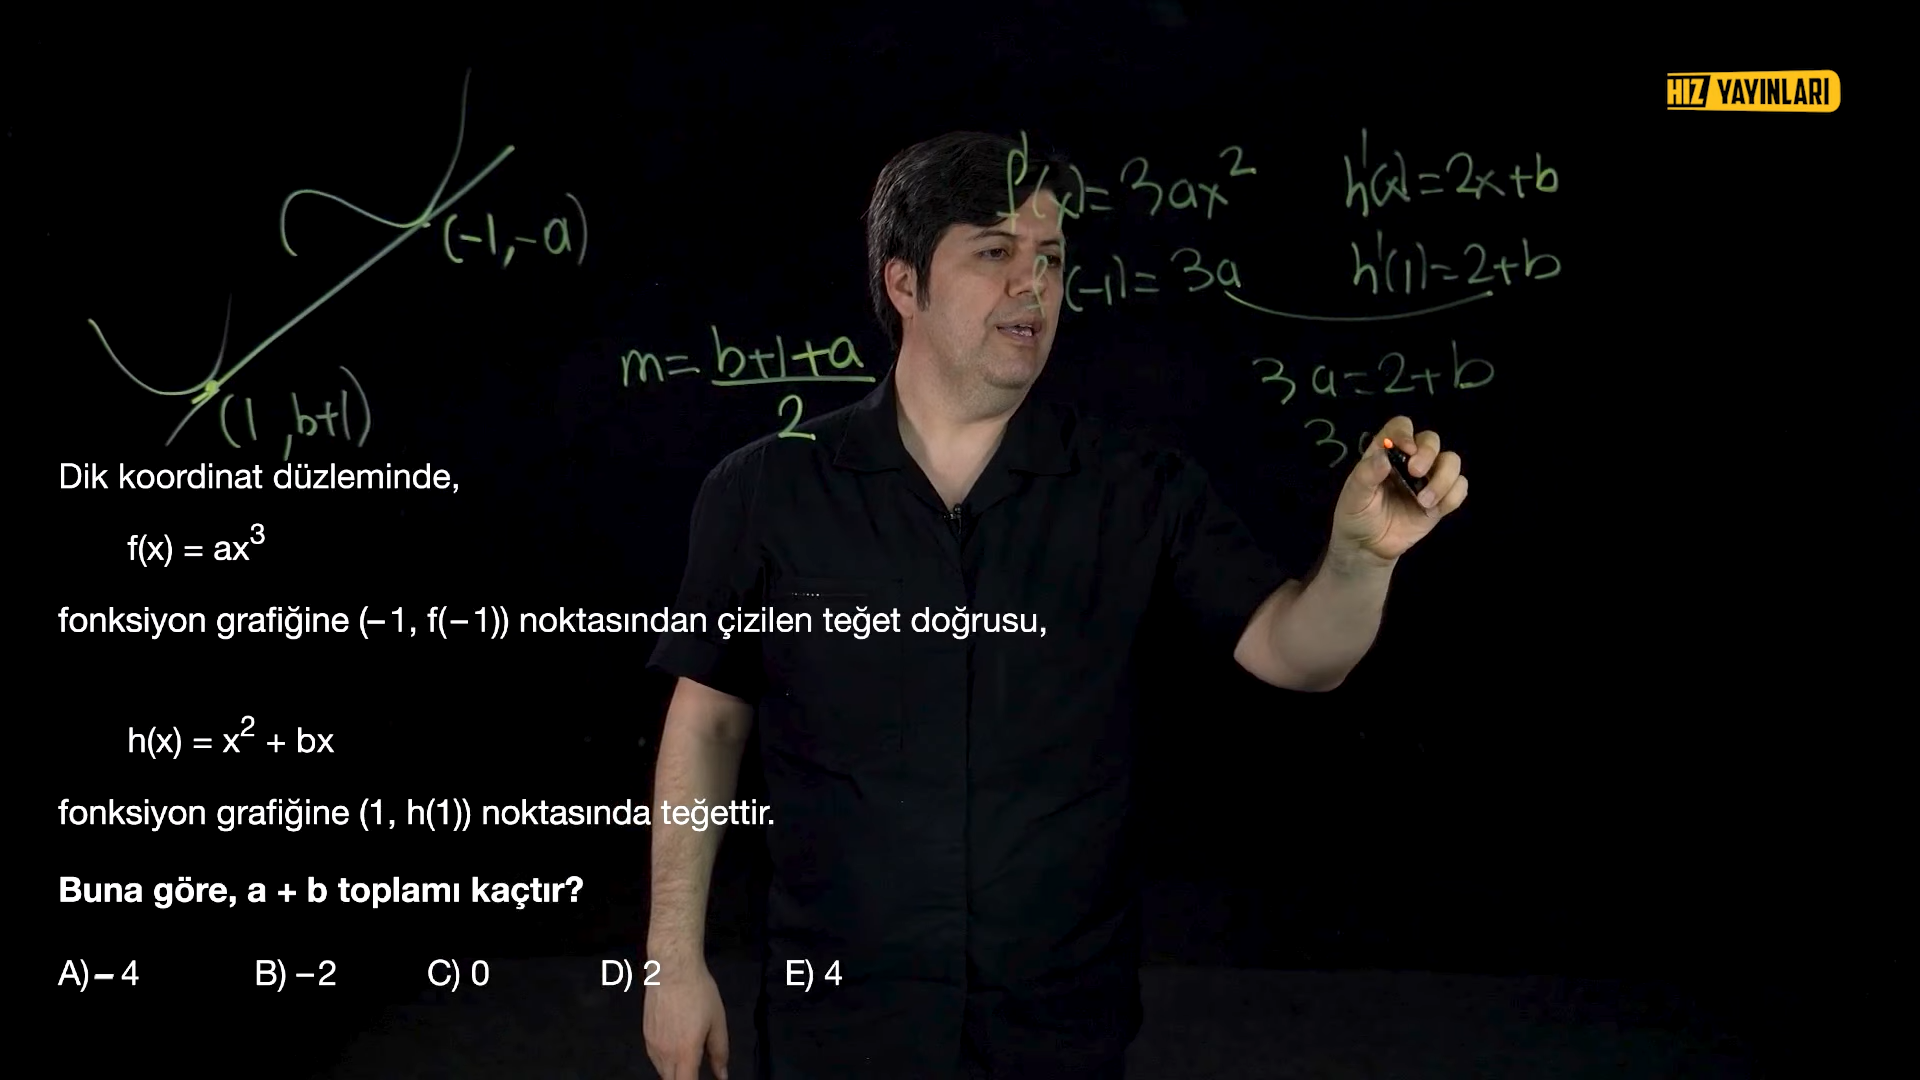 HIZ YAYINLARI
(-1,-a)
(1,b+1)
m=b+1+a/2
f'(x)=3ax²
f'(-1)=3a
h'(x)=2x+b
h'(1)=2+b
3a=2+b
3a
Dik koordinat düzleminde,
f(x) = ax³
fonksiyon grafiğine (–1, f(–1)) noktasından çizilen teğet doğrusu,
h(x) = x² + bx
fonksiyon grafiğine (1, h(1)) noktasında teğettir.
Buna göre, a + b toplamı kaçtır?
A) – 4 B) –2 C) 0 D) 2 E) 4